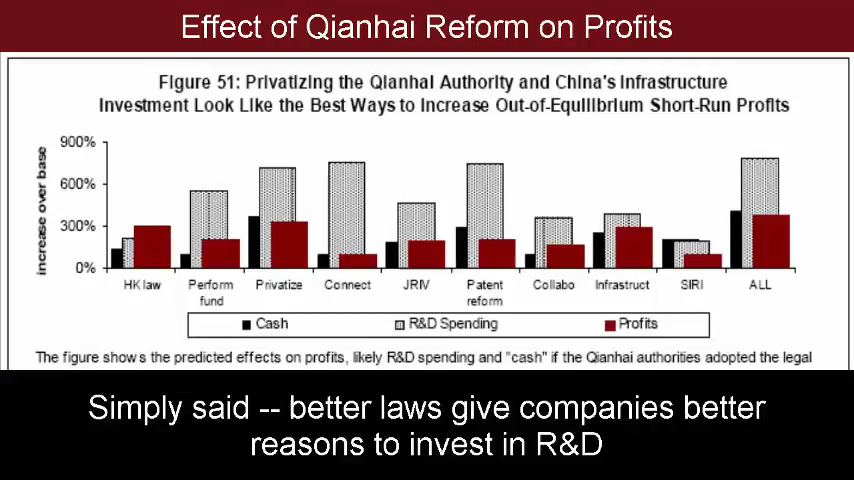 Effect of Qianhai Reform on Profits
Figure 51: Privatizing the Qianhai Authority and China's Infrastructure
Investment Look Like the Best Ways to Increase Out-of-Equilibrium Short-Run Profits
increase over base
900%
600%
300%
0%
HK law
Perform fund
Privatize
Connect
JRIV
Patent reform
Collabo
Infrastruct
SIRI
ALL
Cash
R&D Spending
Profits
The figure shows the predicted effects on profits, likely R&D spending and "cash" if the Qianhai authorities adopted the legal
Simply said -- better laws give companies better
reasons to invest in R&D